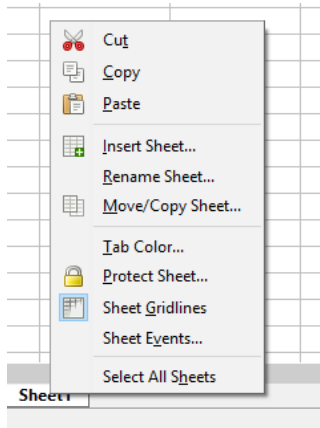 Cut
Copy
Paste
Insert Sheet...
Rename Sheet...
Move/Copy Sheet...
Tab Color...
Protect Sheet...
Sheet Gridlines
Sheet Events...
Select All Sheets
Sheet1